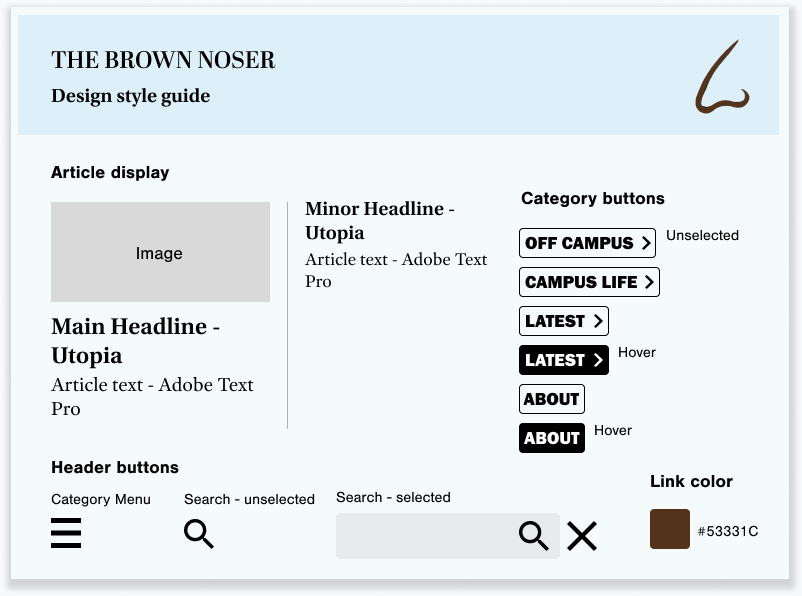 THE BROWN NOSER
Design style guide
Article display
Image
Main Headline -
Utopia
Article text - Adobe Text
Pro
Minor Headline -
Utopia
Article text - Adobe Text
Pro
Category buttons
OFF CAMPUS
Unselected
CAMPUS LIFE
LATEST
LATEST
Hover
ABOUT
ABOUT
Hover
Header buttons
Category Menu
Search - unselected
Search - selected
Link color
#53331C